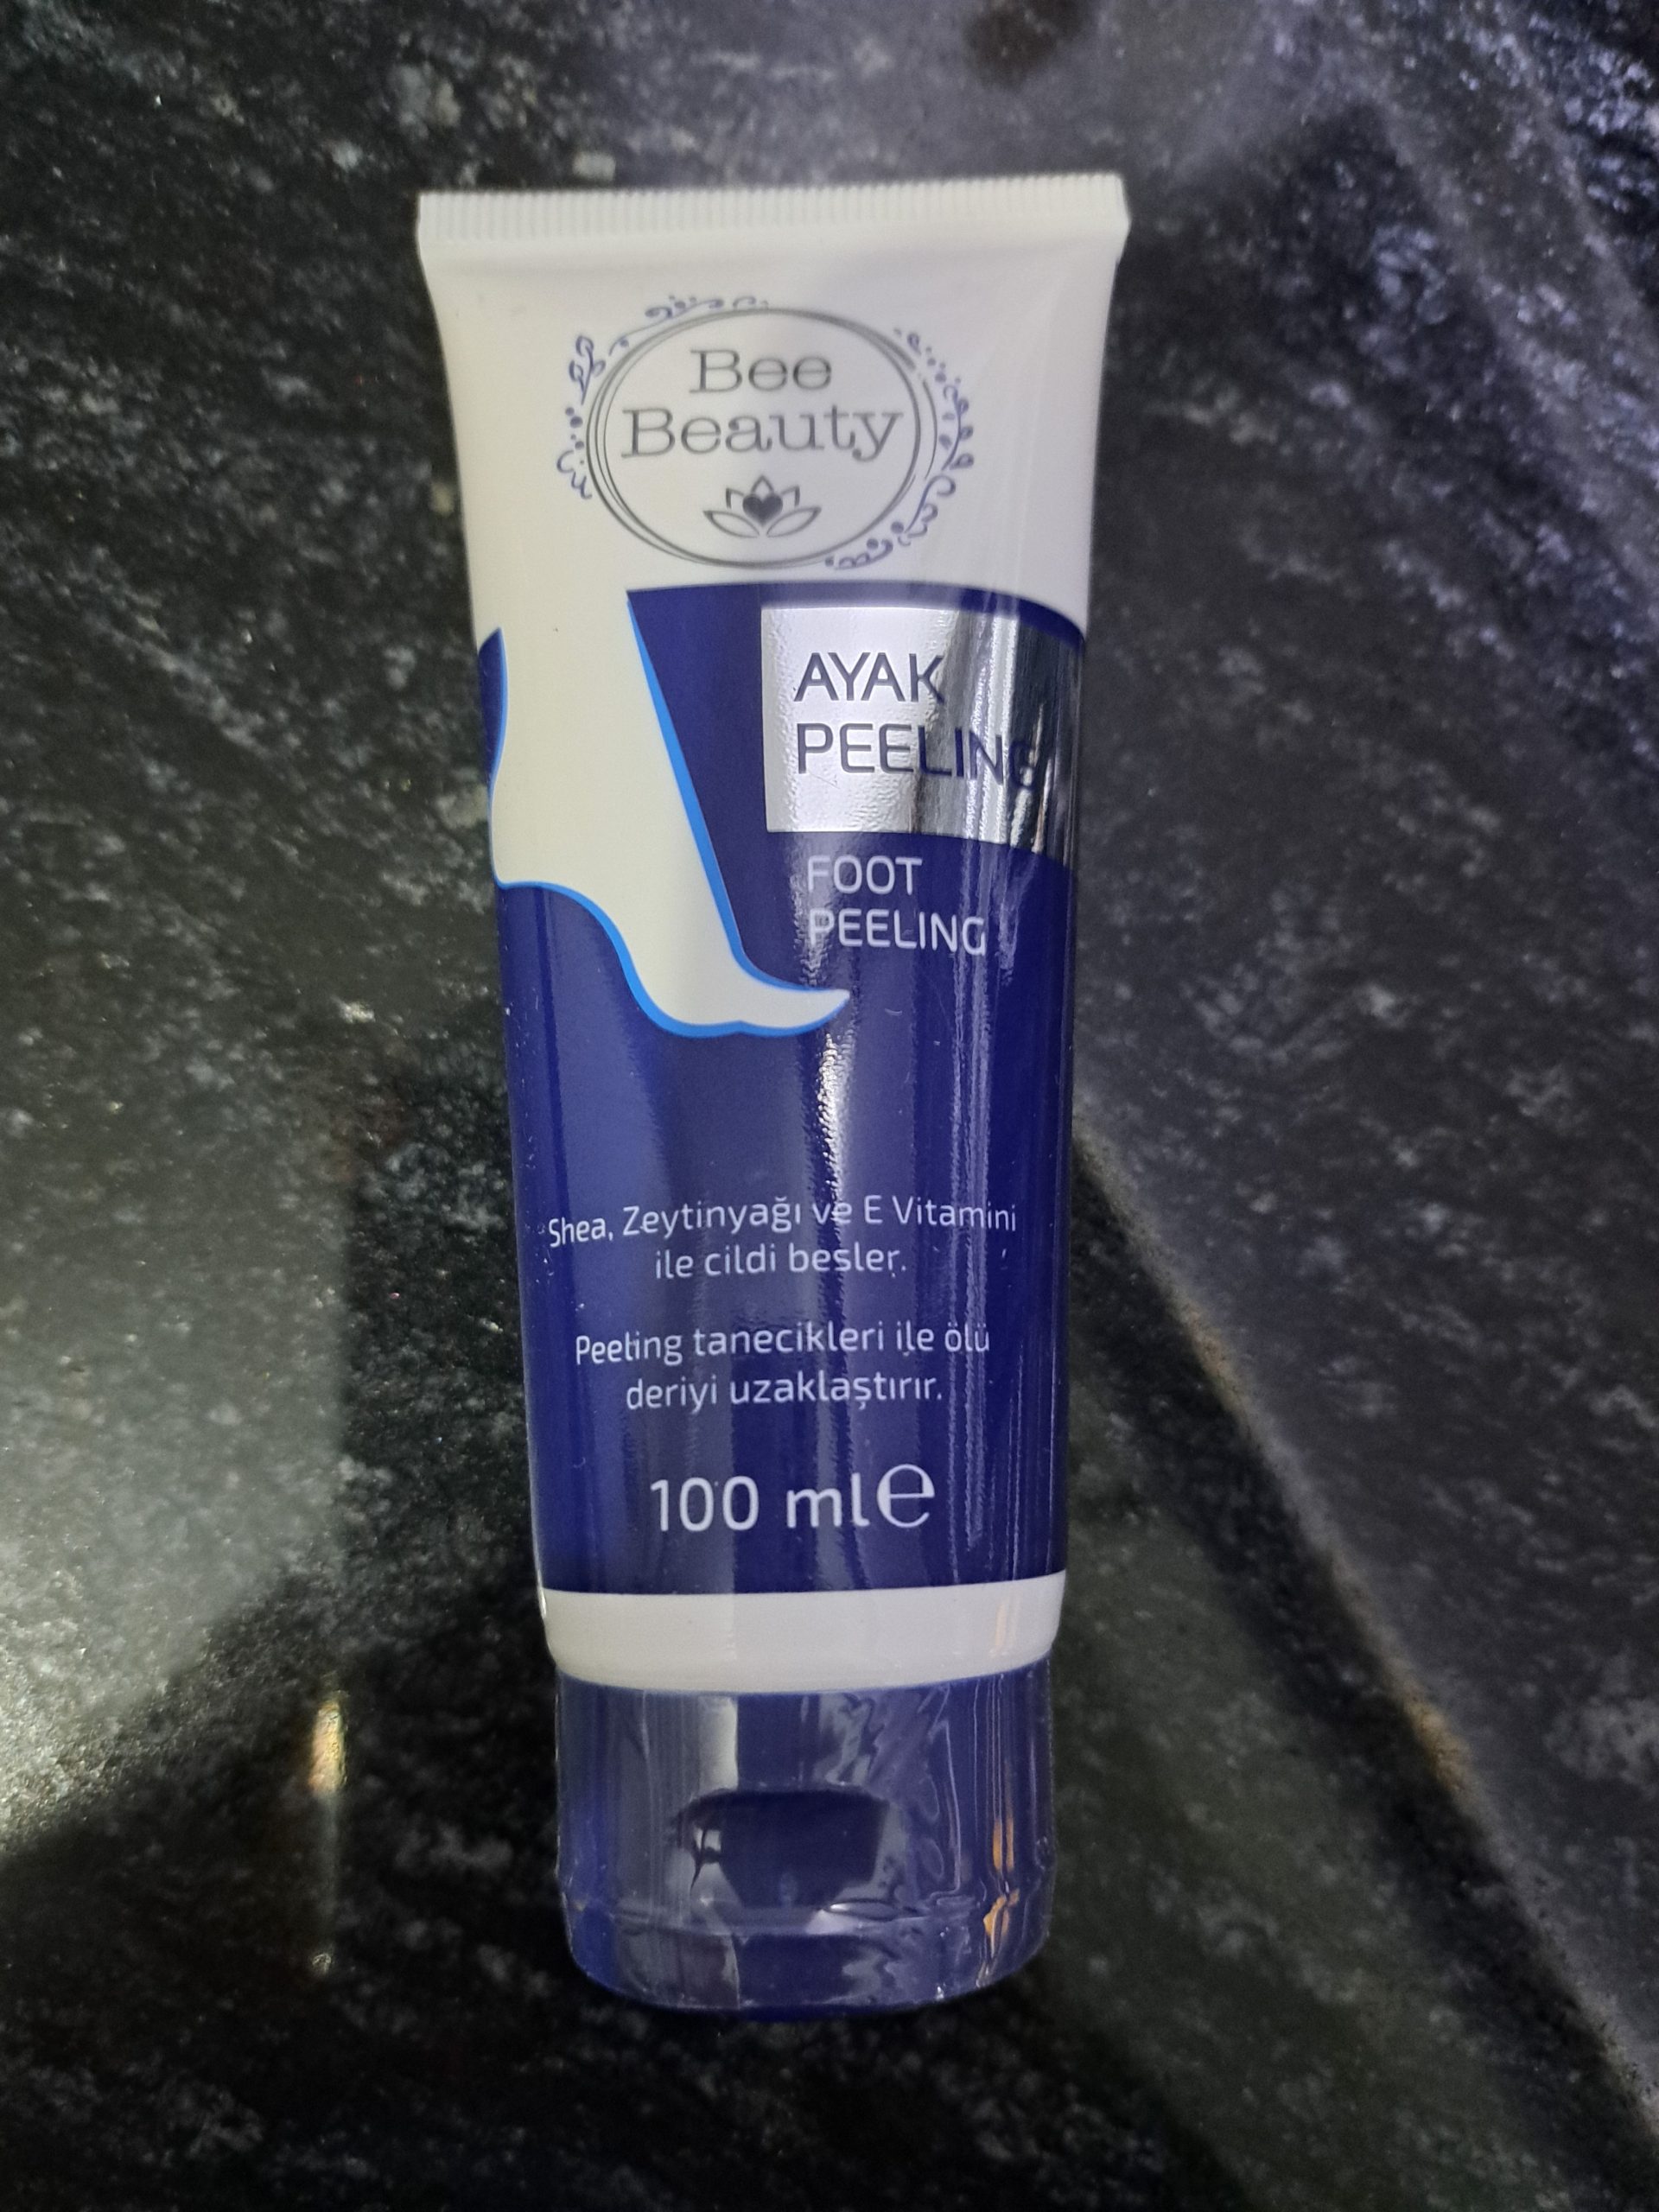 Bee
Beauty
AYAK
PEELING
FOOT
PEELING
Shea, Zeytinyağı ve E Vitamini
ile cildi besler.
Peeling tanecikleri ile ölü
deriyi uzaklaştırır.
100 ml℮